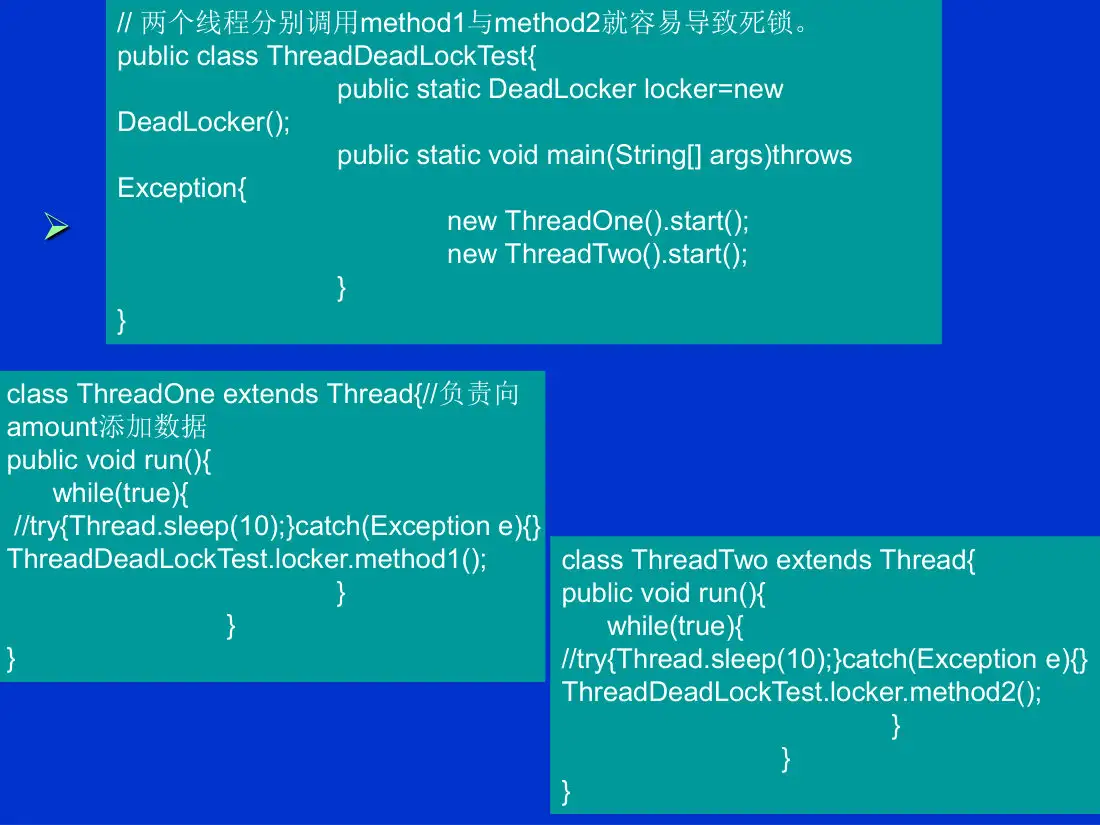 // 两个线程分别调用method1与method2就容易导致死锁。
public class ThreadDeadLockTest{
public static DeadLocker locker=new
DeadLocker();
public static void main(String[] args)throws
Exception{
new ThreadOne().start();
new ThreadTwo().start();
}
}
class ThreadOne extends Thread{//负责向
amount添加数据
public void run(){
while(true){
//try{Thread.sleep(10);}catch(Exception e){}
ThreadDeadLockTest.locker.method1();
}
}
}
class ThreadTwo extends Thread{
public void run(){
while(true){
//try{Thread.sleep(10);}catch(Exception e){}
ThreadDeadLockTest.locker.method2();
}
}
}